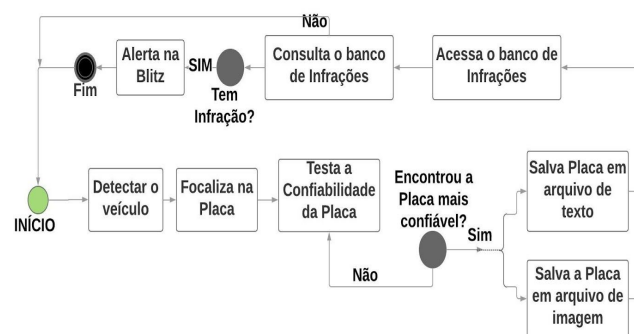 Não
Alerta na
Blitz
SIM
Fim
Tem
Infração?
Consulta o banco
de Infrações
Acessa o banco de
Infrações
INÍCIO
Detectar o
veículo
Focaliza na
Placa
Testa a
Confiabilidade
da Placa
Encontrou a
Placa mais
confiável?
Sim
Não
Salva Placa em
arquivo de
texto
Salva a Placa
em arquivo de
imagem